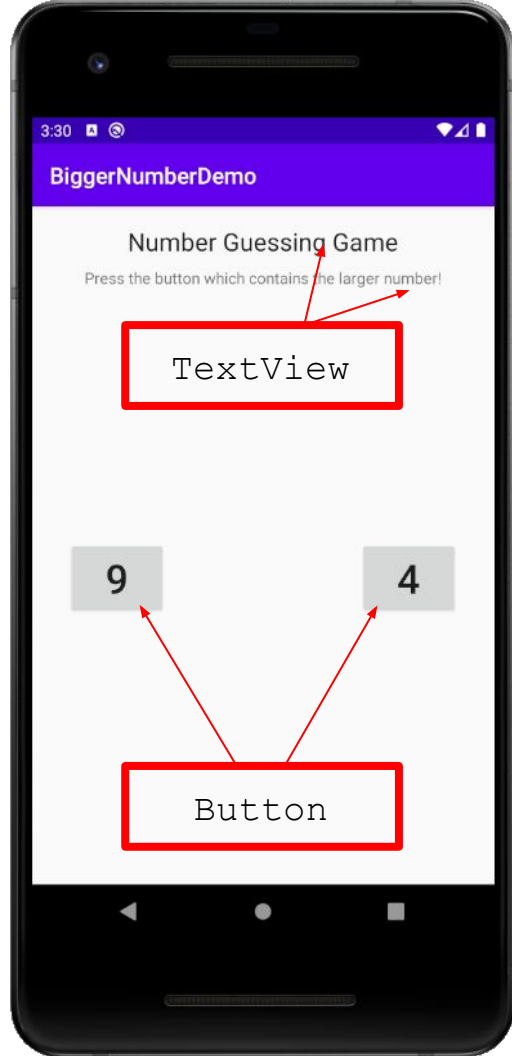 3:30
BiggerNumberDemo
Number Guessing Game
Press the button which contains the larger number!
TextView
9 4
Button